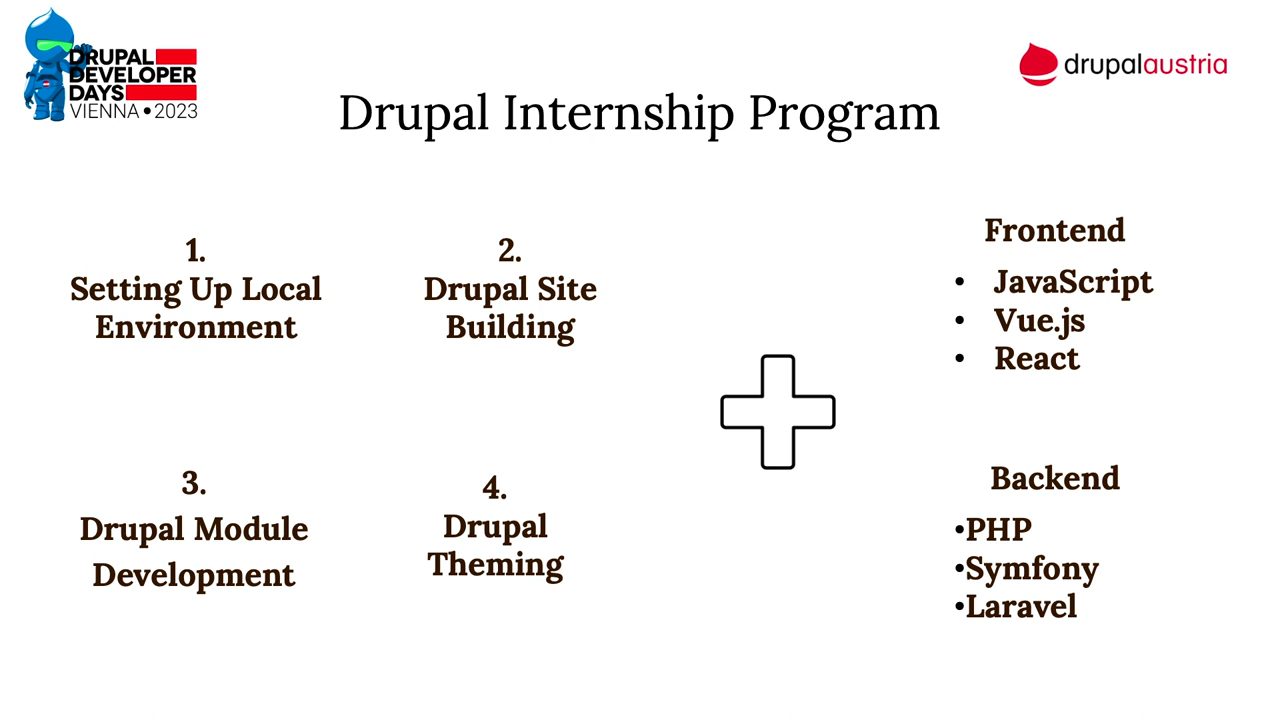 DRUPAL
DEVELOPER
DAYS
VIENNA • 2023
drupalaustria
Drupal Internship Program
1.
Setting Up Local
Environment
2.
Drupal Site
Building
3.
Drupal Module
Development
4.
Drupal
Theming
Frontend
• JavaScript
• Vue.js
• React
Backend
•PHP
•Symfony
•Laravel